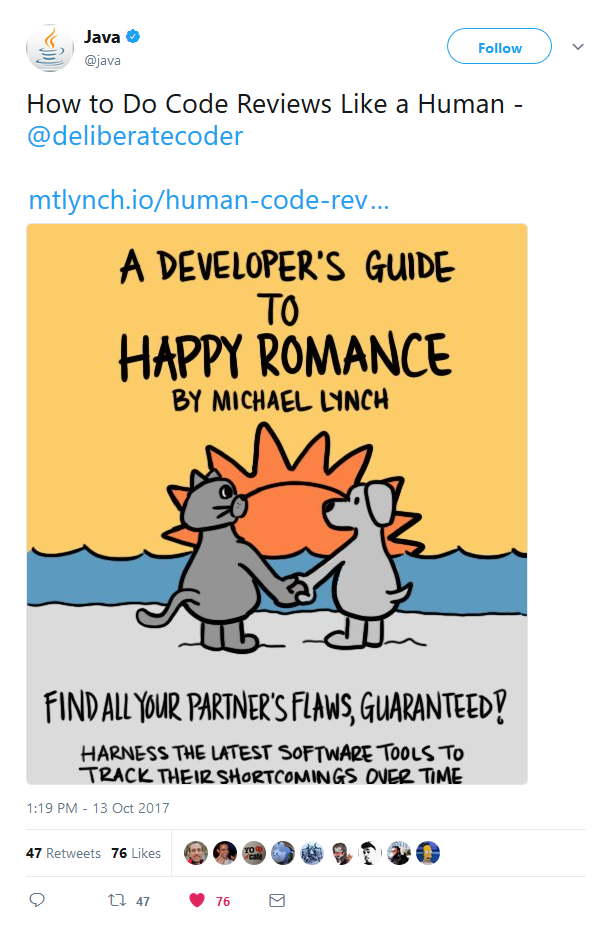 Java
@java
Follow
How to Do Code Reviews Like a Human -
@deliberatecoder
mtlynch.io/human-code-rev…
A DEVELOPER'S GUIDE
TO
HAPPY ROMANCE
BY MICHAEL LYNCH
FIND ALL YOUR PARTNER'S FLAWS, GUARANTEED!
HARNESS THE LATEST SOFTWARE TOOLS TO
TRACK THEIR SHORTCOMINGS OVER TIME
1:19 PM - 13 Oct 2017
47 Retweets 76 Likes
YO
cafe
47 76